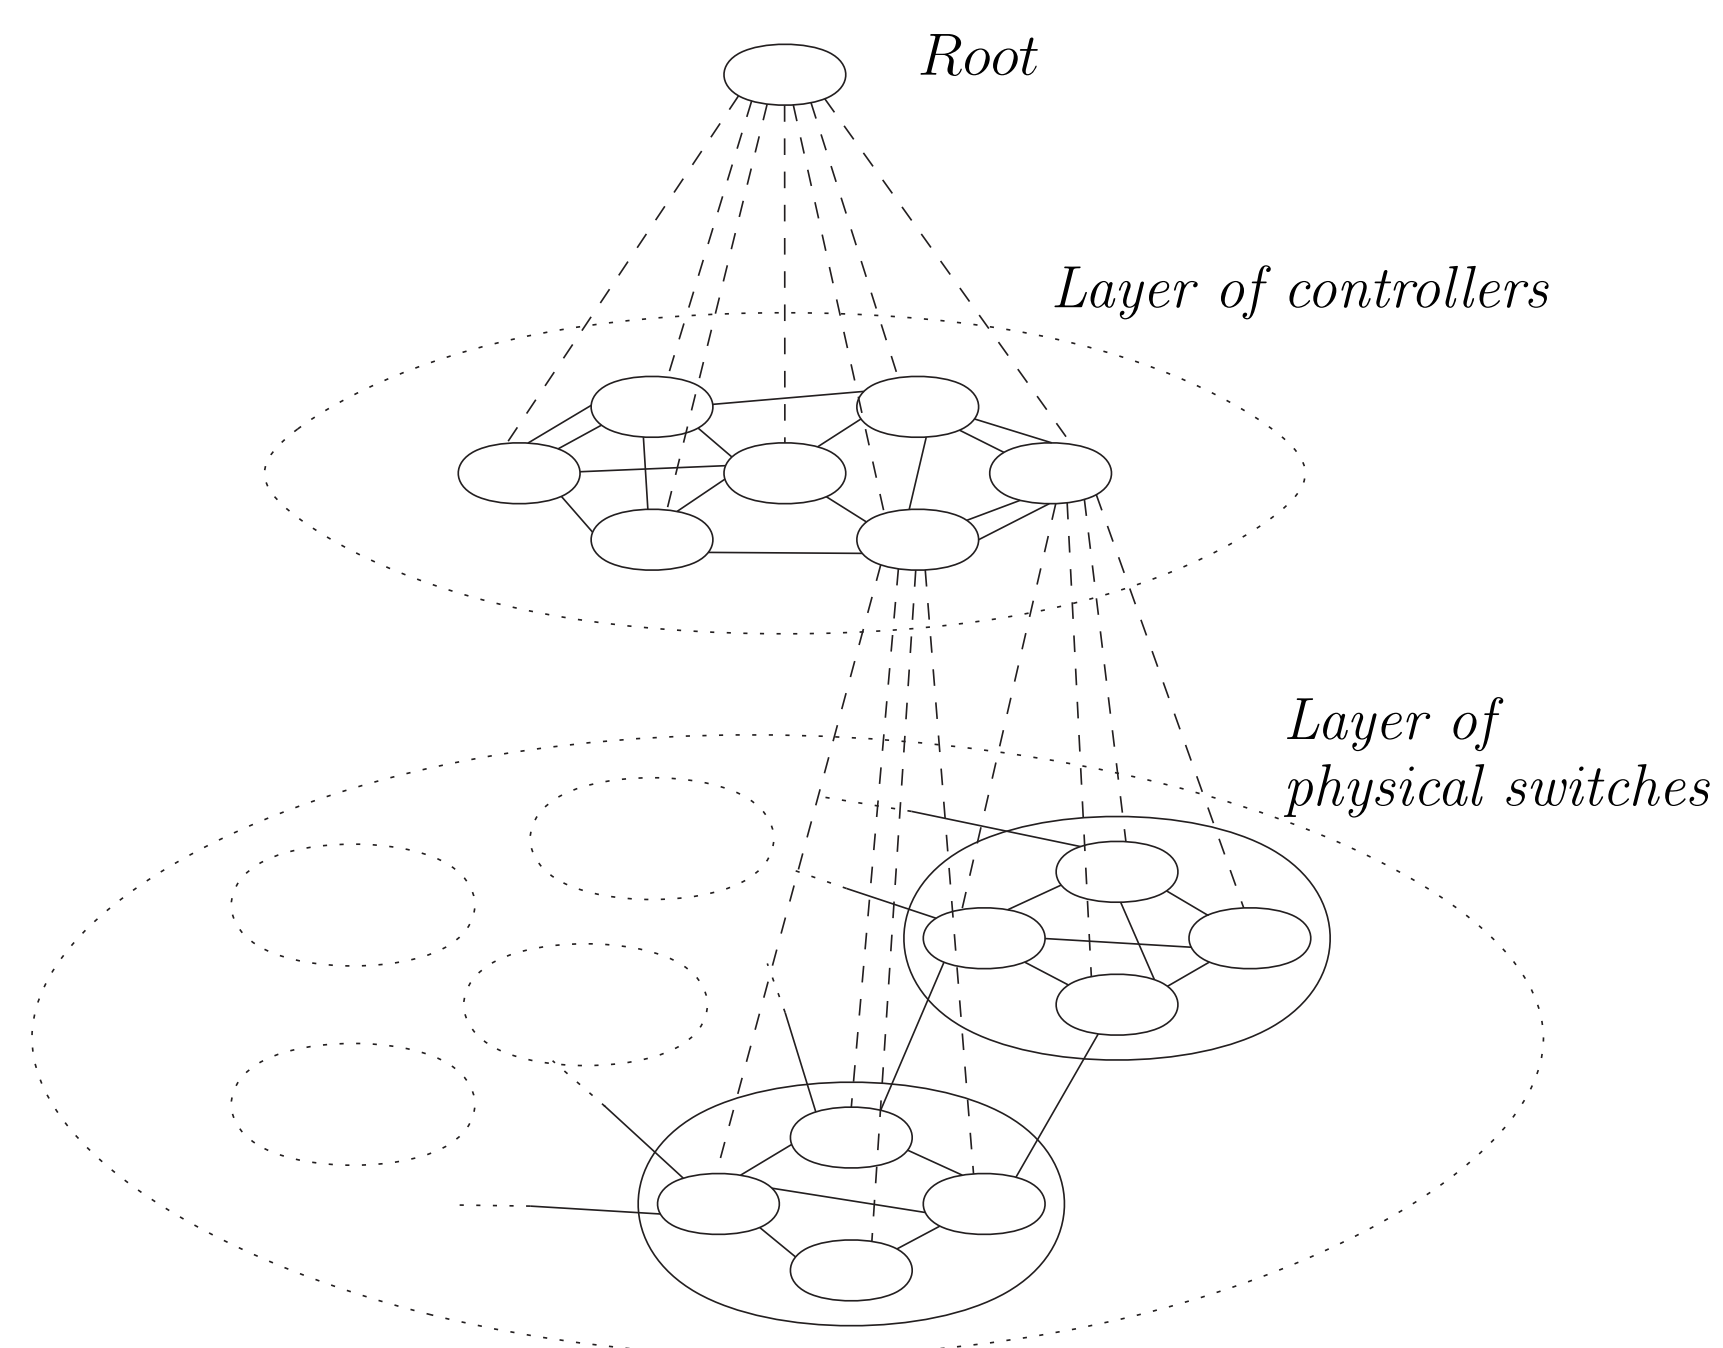 Root
Layer of controllers
Layer of
physical switches